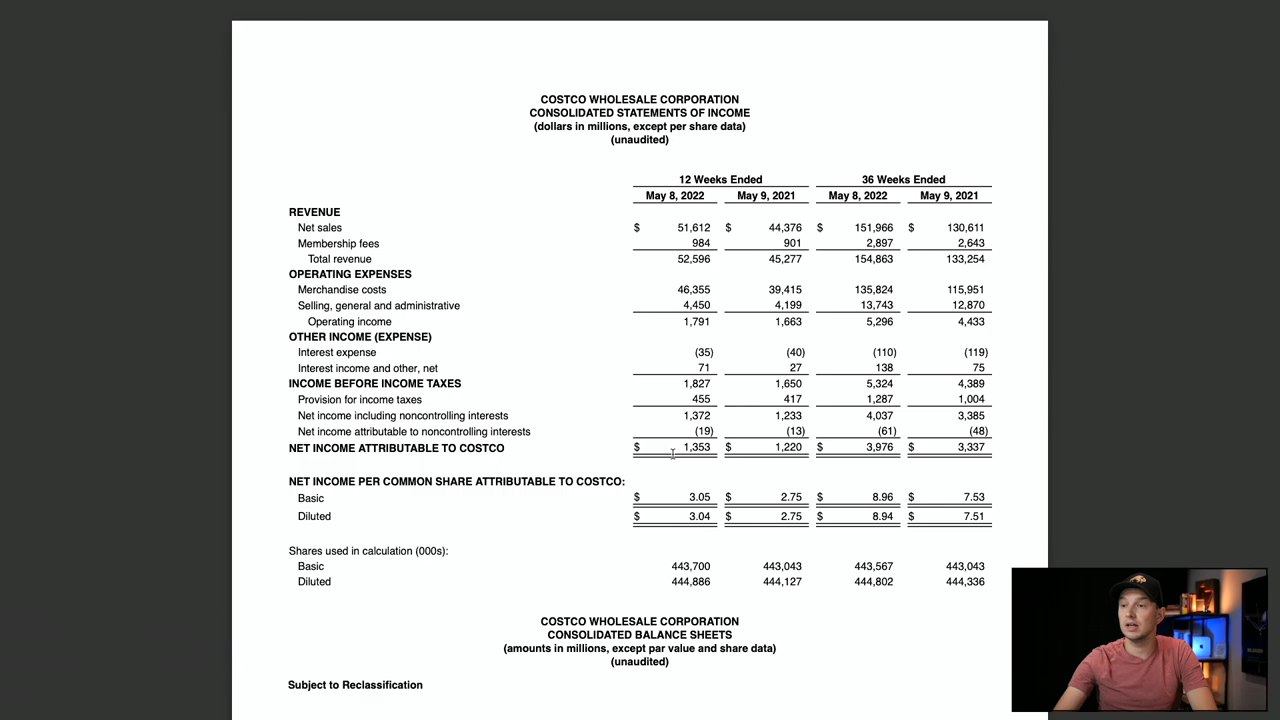 COSTCO WHOLESALE CORPORATION
CONSOLIDATED STATEMENTS OF INCOME
(dollars in millions, except per share data)
(unaudited)
12 Weeks Ended 36 Weeks Ended
May 8, 2022 May 9, 2021 May 8, 2022 May 9, 2021
REVENUE
Net sales $ 51,612 $ 44,376 $ 151,966 $ 130,611
Membership fees 984 901 2,897 2,643
Total revenue 52,596 45,277 154,863 133,254
OPERATING EXPENSES
Merchandise costs 46,355 39,415 135,824 115,951
Selling, general and administrative 4,450 4,199 13,743 12,870
Operating income 1,791 1,663 5,296 4,433
OTHER INCOME (EXPENSE)
Interest expense (35) (40) (110) (119)
Interest income and other, net 71 27 138 75
INCOME BEFORE INCOME TAXES 1,827 1,650 5,324 4,389
Provision for income taxes 455 417 1,287 1,004
Net income including noncontrolling interests 1,372 1,233 4,037 3,385
Net income attributable to noncontrolling interests (19) (13) (61) (48)
NET INCOME ATTRIBUTABLE TO COSTCO $ 1,353 $ 1,220 $ 3,976 $ 3,337
NET INCOME PER COMMON SHARE ATTRIBUTABLE TO COSTCO:
Basic $ 3.05 $ 2.75 $ 8.96 $ 7.53
Diluted $ 3.04 $ 2.75 $ 8.94 $ 7.51
Shares used in calculation (000s):
Basic 443,700 443,043 443,567 443,043
Diluted 444,886 444,127 444,802 444,336
COSTCO WHOLESALE CORPORATION
CONSOLIDATED BALANCE SHEETS
(amounts in millions, except par value and share data)
(unaudited)
Subject to Reclassification